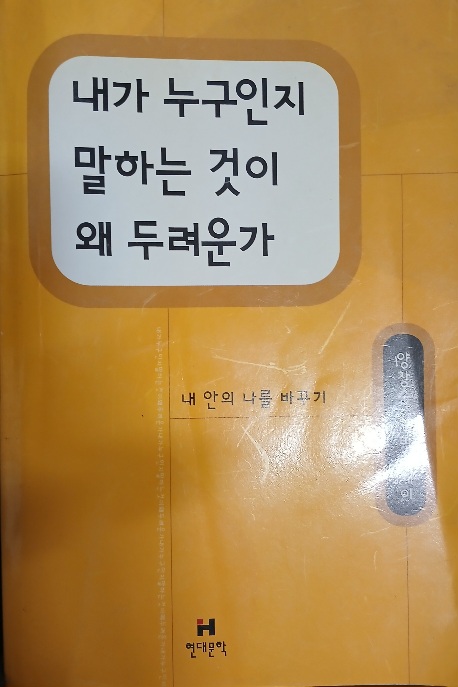 내가 누구인지
말하는 것이
왜 두려운가
내 안의 나를 바꾸기
H
현대문학